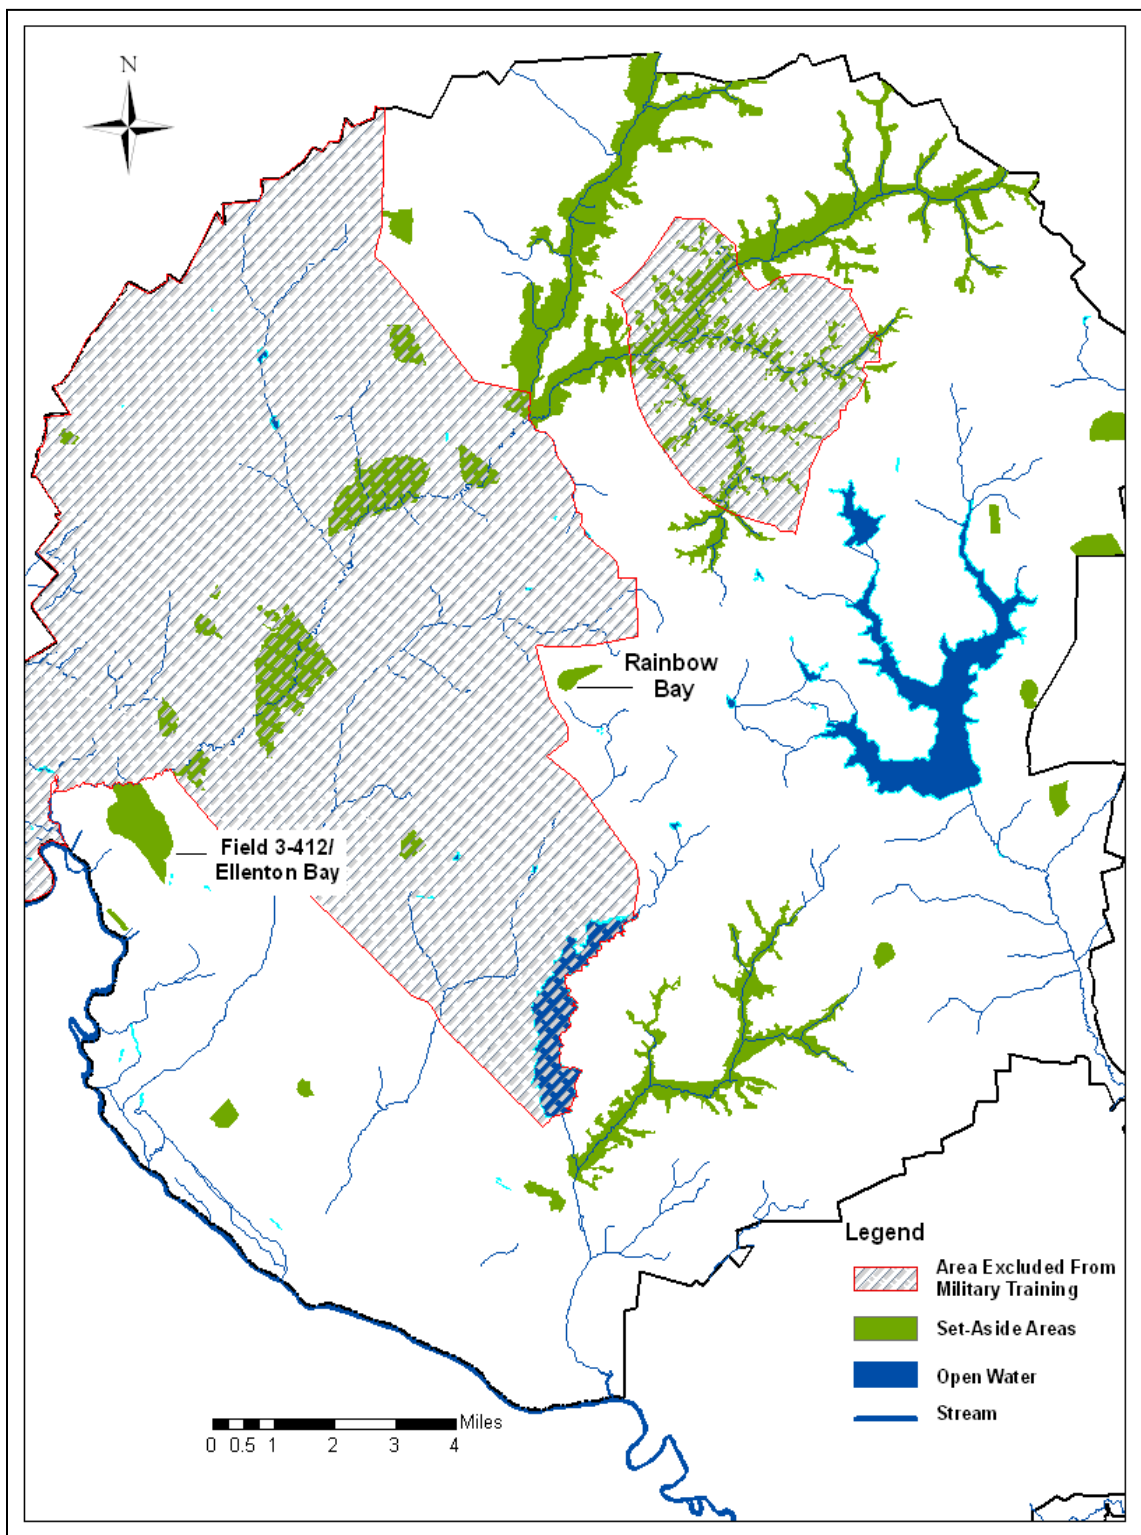 N
Rainbow
Bay
Field 3-412/
Ellenton Bay
Legend
Area Excluded From
Military Training
Set-Aside Areas
Open Water
Stream
Miles
0 0.5 1 2 3 4